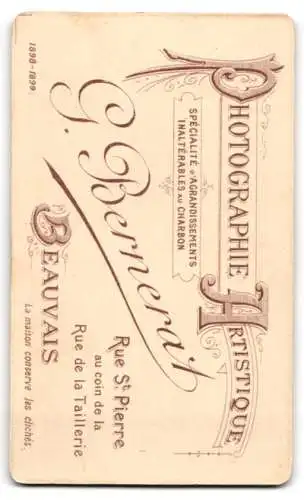 PHOTOGRAPHIE ARTISTIQUE
SPÉCIALITÉ D'AGRANDISSEMENTS
INALTÉRABLES AU CHARBON
G. Bernerat
Rue St. Pierre
au coin de la
Rue de la Taillerie
BEAUVAIS
La maison conserve les clichés.
1898-1899